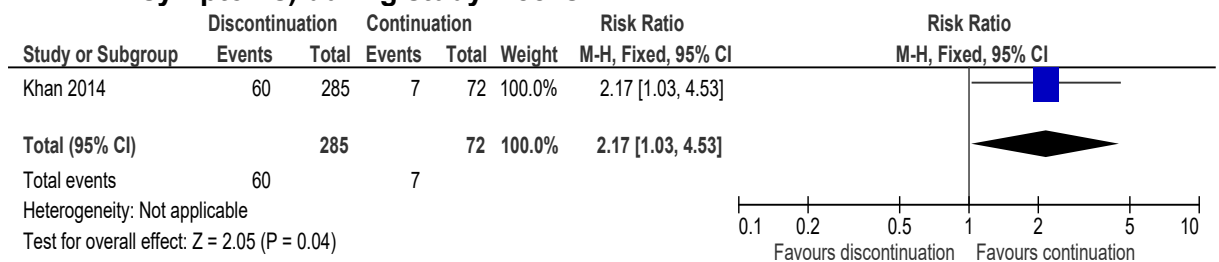 Discontinuation Continuation Risk Ratio Risk Ratio
Study or Subgroup Events Total Events Total Weight M-H, Fixed, 95% CI M-H, Fixed, 95% CI
Khan 2014 60 285 7 72 100.0% 2.17 [1.03, 4.53]
Total (95% CI) 285 72 100.0% 2.17 [1.03, 4.53]
Total events 60 7
Heterogeneity: Not applicable
Test for overall effect: Z = 2.05 (P = 0.04)
0.1 0.2 0.5 1 2 5 10
Favours discontinuation Favours continuation